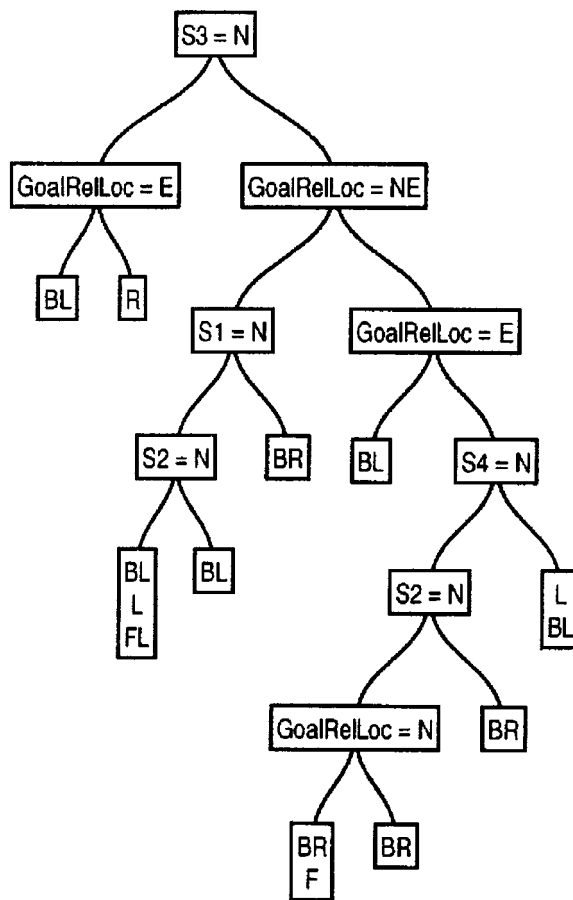 S3 = N
GoalRelLoc = E
GoalRelLoc = NE
BL
R
S1 = N
GoalRelLoc = E
S2 = N
BR
BL
S4 = N
BL
L
FL
BL
S2 = N
L
BL
GoalRelLoc = N
BR
BR
F
BR